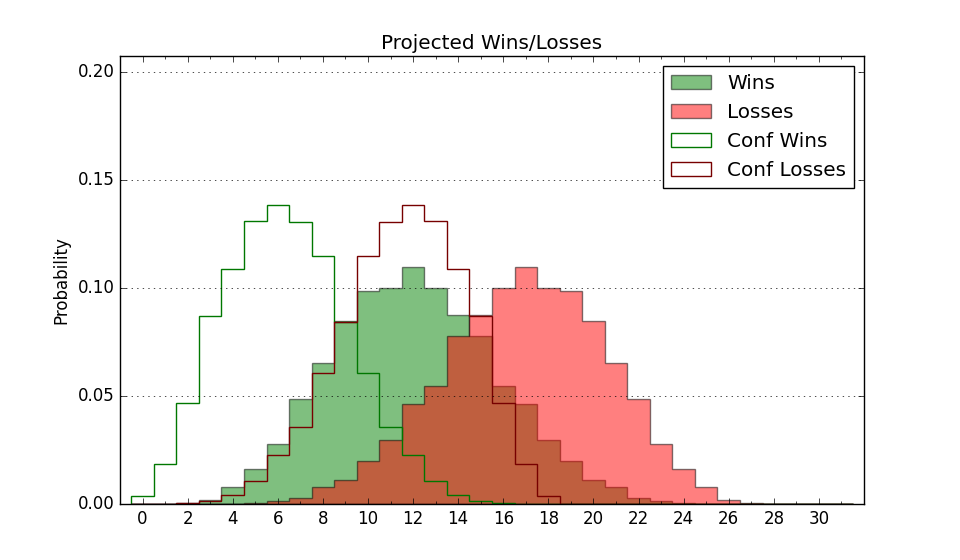 Projected Wins/Losses
0.20
0.15
0.10
0.05
0.00
Probability
Wins
Losses
Conf Wins
Conf Losses
0 2 4 6 8 10 12 14 16 18 20 22 24 26 28 30